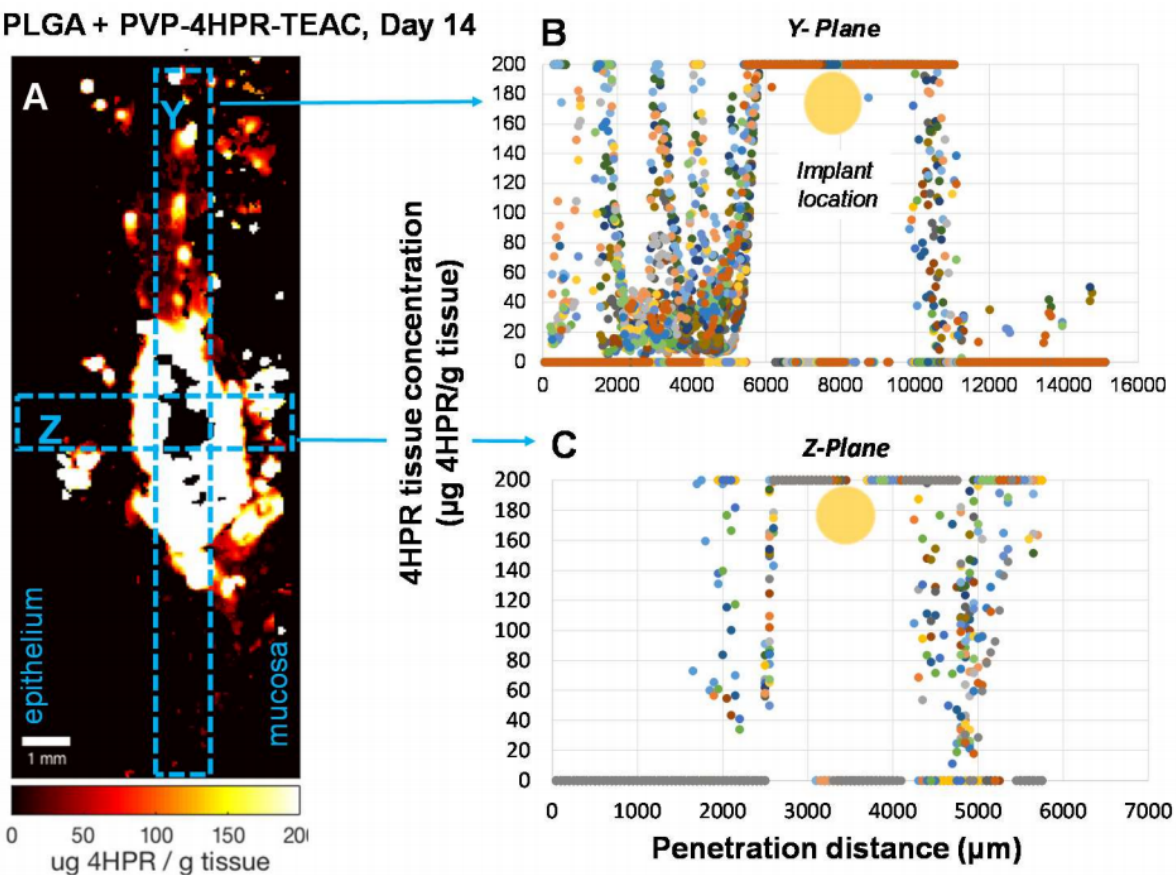 PLGA + PVP-4HPR-TEAC, Day 14
A
Y
Z
epithelium
mucosa
1 mm
0 50 100 150 20
ug 4HPR / g tissue
4HPR tissue concentration
(µg 4HPR/g tissue)
B
Y- Plane
200
180
160
140
120
100
80
60
40
20
0
Implant
location
0 2000 4000 6000 8000 10000 12000 14000 16000
C
Z-Plane
200
180
160
140
120
100
80
60
40
20
0
0 1000 2000 3000 4000 5000 6000 7000
Penetration distance (µm)